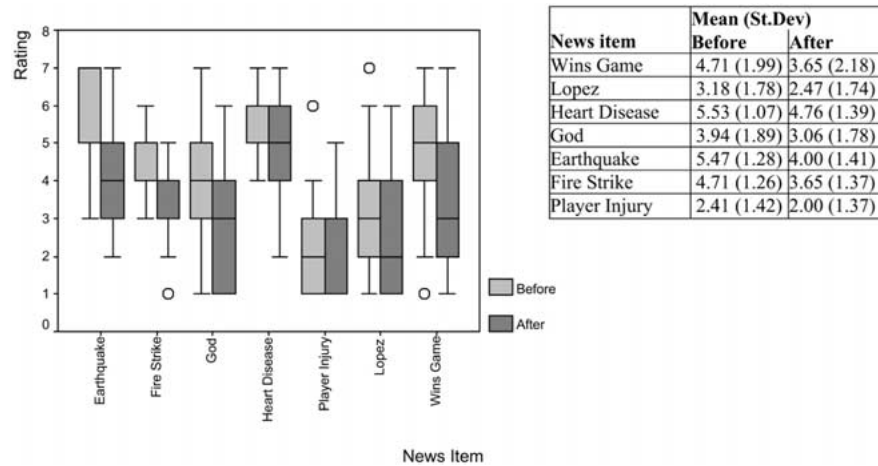 Rating
8
7
6
5
4
3
2
1
0
Earthquake
Fire Strike
God
Heart Disease
Player Injury
Lopez
Wins Game
News Item
Before
After
Mean (St.Dev)
News item Before After
Wins Game 4.71 (1.99) 3.65 (2.18)
Lopez 3.18 (1.78) 2.47 (1.74)
Heart Disease 5.53 (1.07) 4.76 (1.39)
God 3.94 (1.89) 3.06 (1.78)
Earthquake 5.47 (1.28) 4.00 (1.41)
Fire Strike 4.71 (1.26) 3.65 (1.37)
Player Injury 2.41 (1.42) 2.00 (1.37)